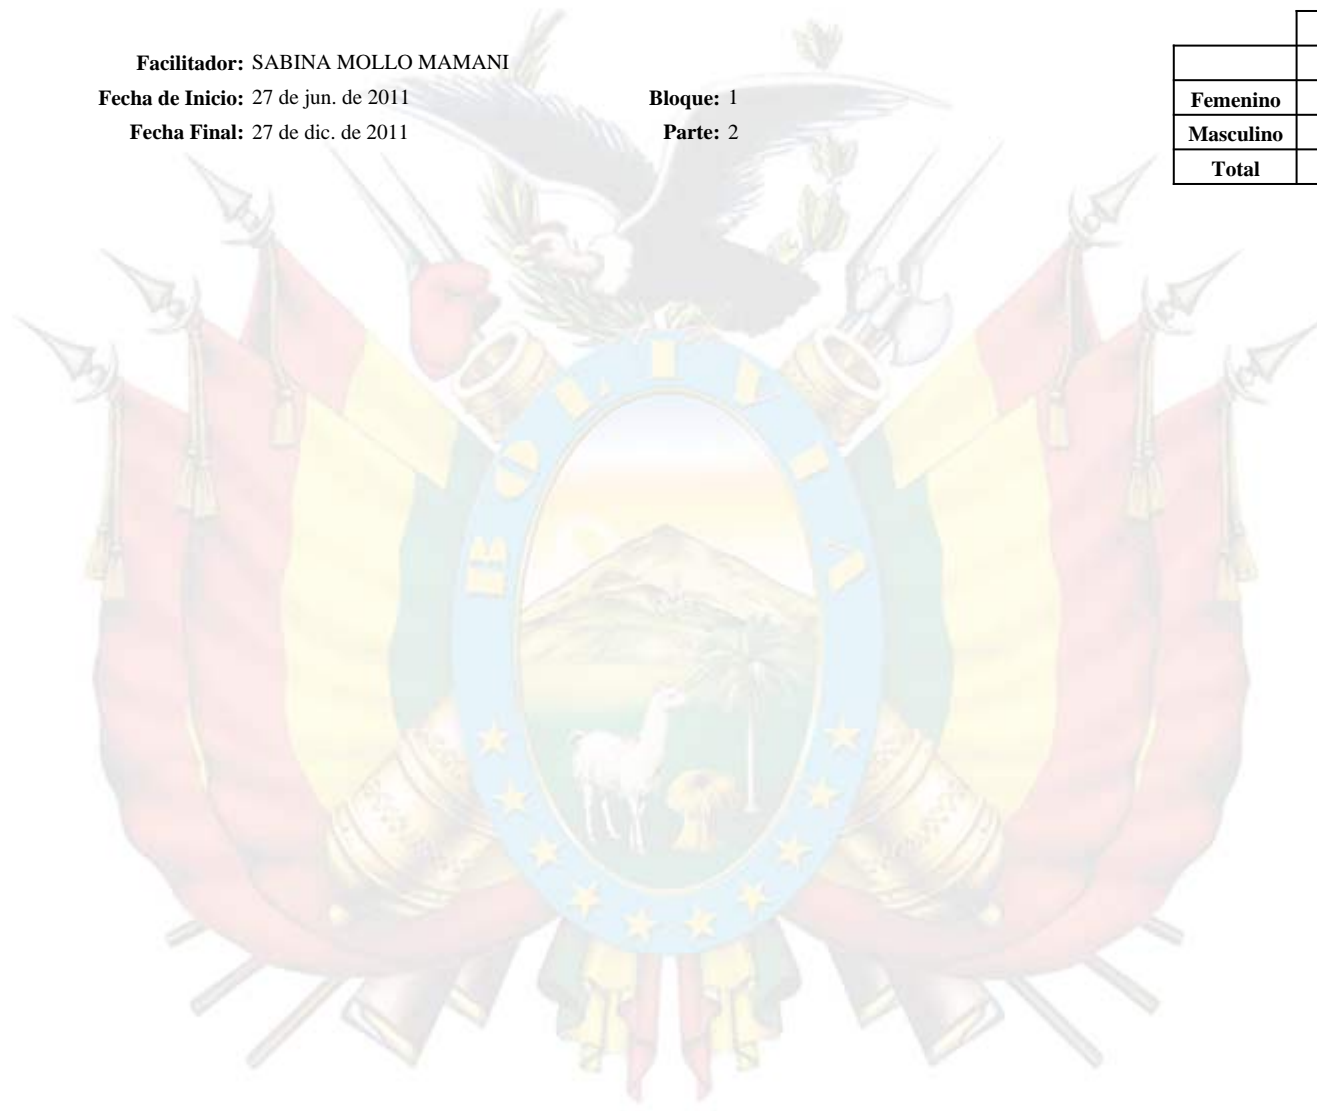 Facilitador: SABINA MOLLO MAMANI
Fecha de Inicio: 27 de jun. de 2011 Bloque: 1
Fecha Final: 27 de dic. de 2011 Parte: 2
Femenino
Masculino
Total
BOLIVIA